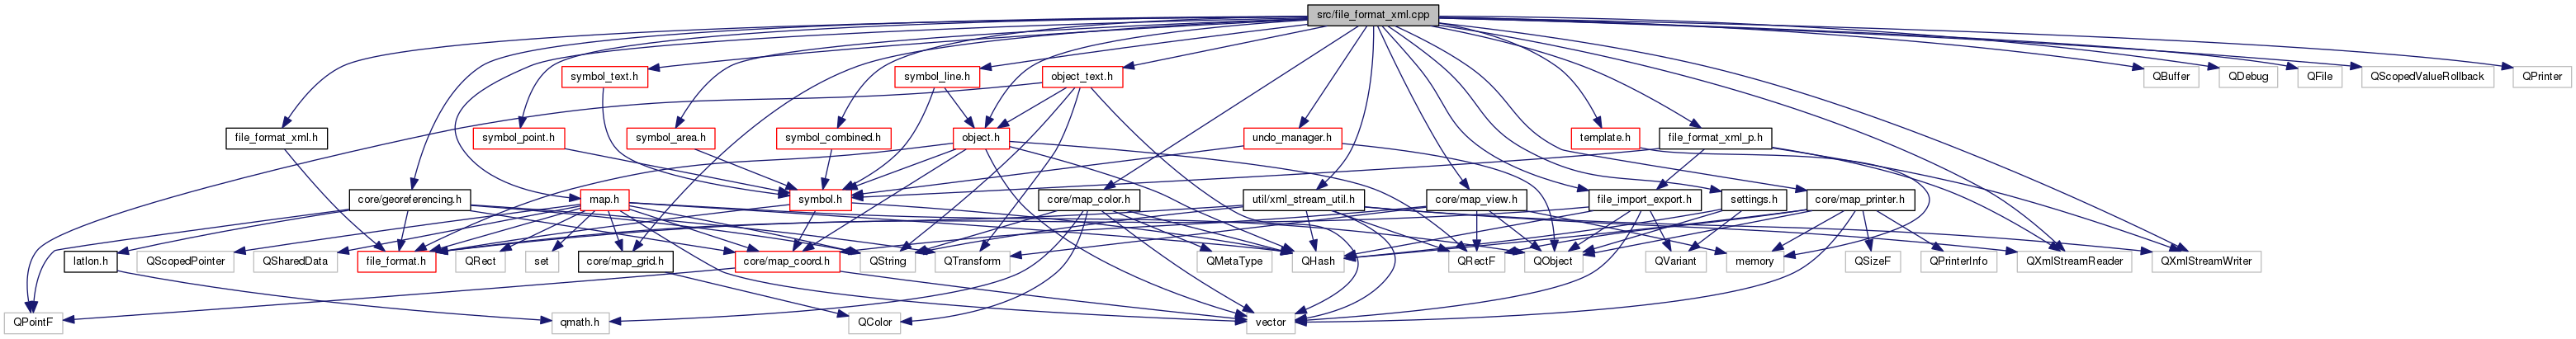 src/file_format_xml.cpp
symbol_text.h
symbol_line.h
object_text.h
QBuffer
QDebug
QFile
QScopedValueRollback
QPrinter
file_format_xml.h
symbol_point.h
symbol_area.h
symbol_combined.h
object.h
undo_manager.h
template.h
file_format_xml_p.h
core/georeferencing.h
map.h
symbol.h
core/map_color.h
util/xml_stream_util.h
core/map_view.h
file_import_export.h
settings.h
core/map_printer.h
latlon.h
QScopedPointer
QSharedData
file_format.h
QRect
set
core/map_grid.h
core/map_coord.h
QString
QTransform
QMetaType
QHash
QRectF
QObject
QVariant
memory
QSizeF
QPrinterInfo
QXmlStreamReader
QXmlStreamWriter
QPointF
qmath.h
QColor
vector